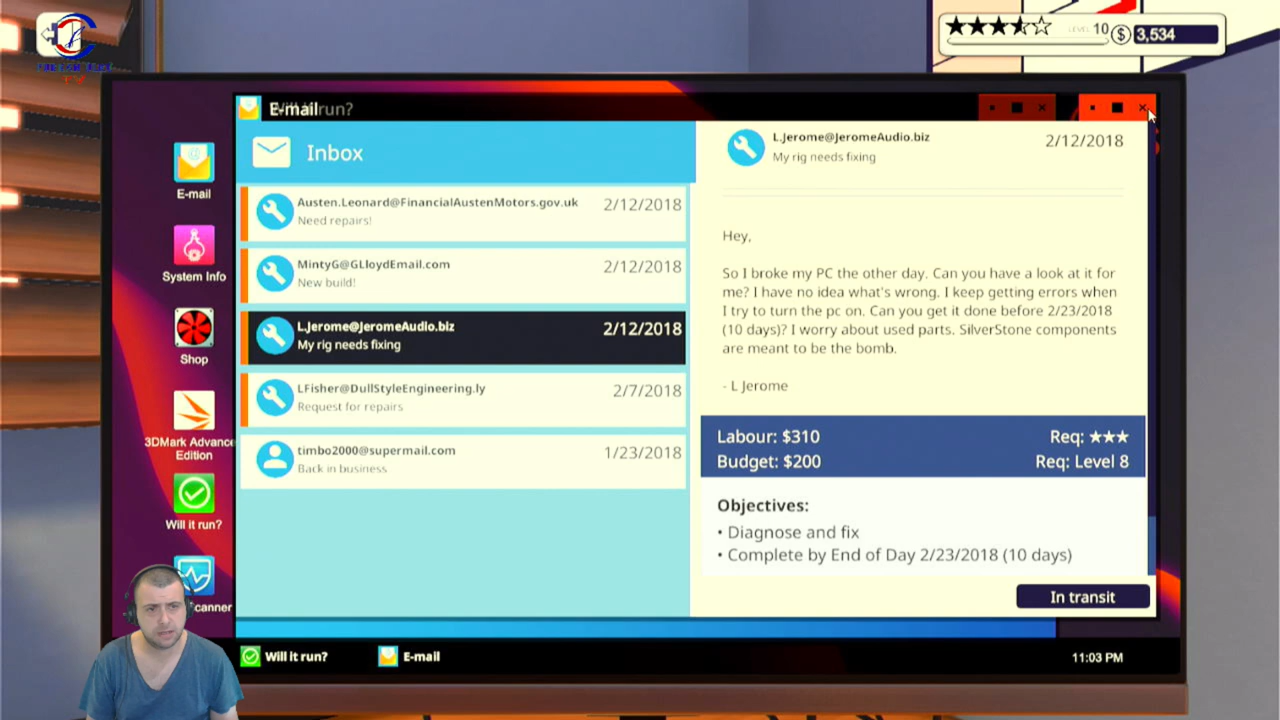 LEVEL 10
$ 3,534
E-mail
run?
Inbox
Austen.Leonard@FinancialAustenMotors.gov.uk 2/12/2018
Need repairs!
MintyG@GLloydEmail.com 2/12/2018
New build!
L.Jerome@JeromeAudio.biz 2/12/2018
My rig needs fixing
LFisher@DullStyleEngineering.ly 2/7/2018
Request for repairs
timbo2000@supermail.com 1/23/2018
Back in business
L.Jerome@JeromeAudio.biz 2/12/2018
My rig needs fixing
Hey,
So I broke my PC the other day. Can you have a look at it for
me? I have no idea what's wrong. I keep getting errors when
I try to turn the pc on. Can you get it done before 2/23/2018
(10 days)? I worry about used parts. SilverStone components
are meant to be the bomb.
- L Jerome
Labour: $310 Req: ★★★
Budget: $200 Req: Level 8
Objectives:
• Diagnose and fix
• Complete by End of Day 2/23/2018 (10 days)
In transit
E-mail
System Info
Shop
3DMark Advance
Edition
Will it run?
canner
Will it run?
E-mail
11:03 PM